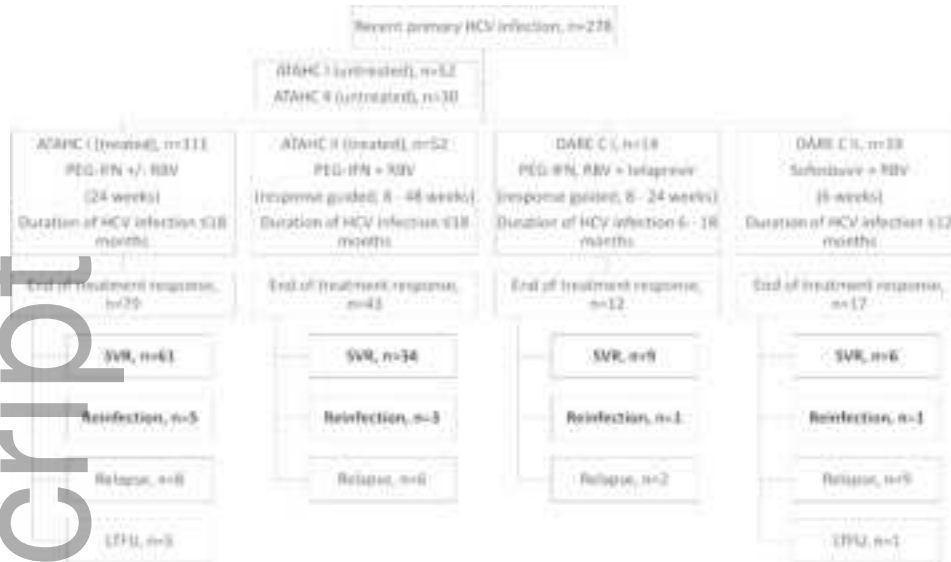 Recent primary HCV infection, n=278
ATAHC I (untreated), n=52
ATAHC II (untreated), n=30
ATAHC I (treated), n=111
PEG-IFN +/- RBV
(24 weeks)
Duration of HCV infection ≤18
months
ATAHC II (treated), n=52
PEG-IFN + RBV
(response guided, 8 - 48 weeks)
Duration of HCV infection ≤18
months
DARE C I, n=14
PEG-IFN, RBV + telaprevir
(response guided, 8 - 24 weeks)
Duration of HCV infection 6 - 18
months
DARE C II, n=19
Sofosbuvir + RBV
(6 weeks)
Duration of HCV infection ≤12
months
End of treatment response,
n=79
End of treatment response,
n=43
End of treatment response,
n=12
End of treatment response,
n=17
SVR, n=61
SVR, n=34
SVR, n=9
SVR, n=6
Reinfection, n=5
Reinfection, n=3
Reinfection, n=1
Reinfection, n=1
Relapse, n=8
Relapse, n=6
Relapse, n=2
Relapse, n=9
LTFU, n=5
LTFU, n=1
cript